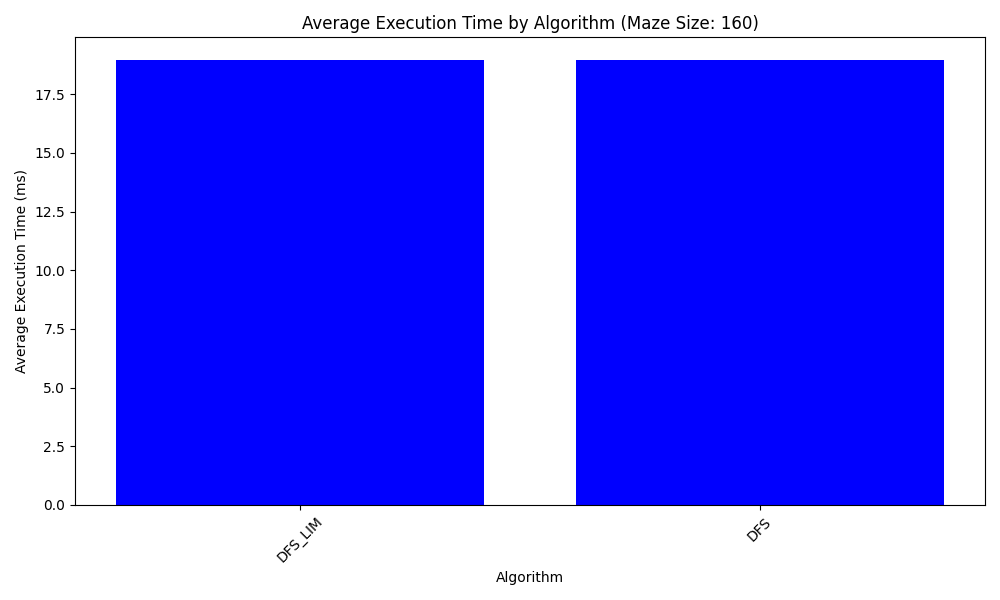 Average Execution Time by Algorithm (Maze Size: 160)
Average Execution Time (ms)
17.5
15.0
12.5
10.0
7.5
5.0
2.5
0.0
DFS_LIM
DFS
Algorithm